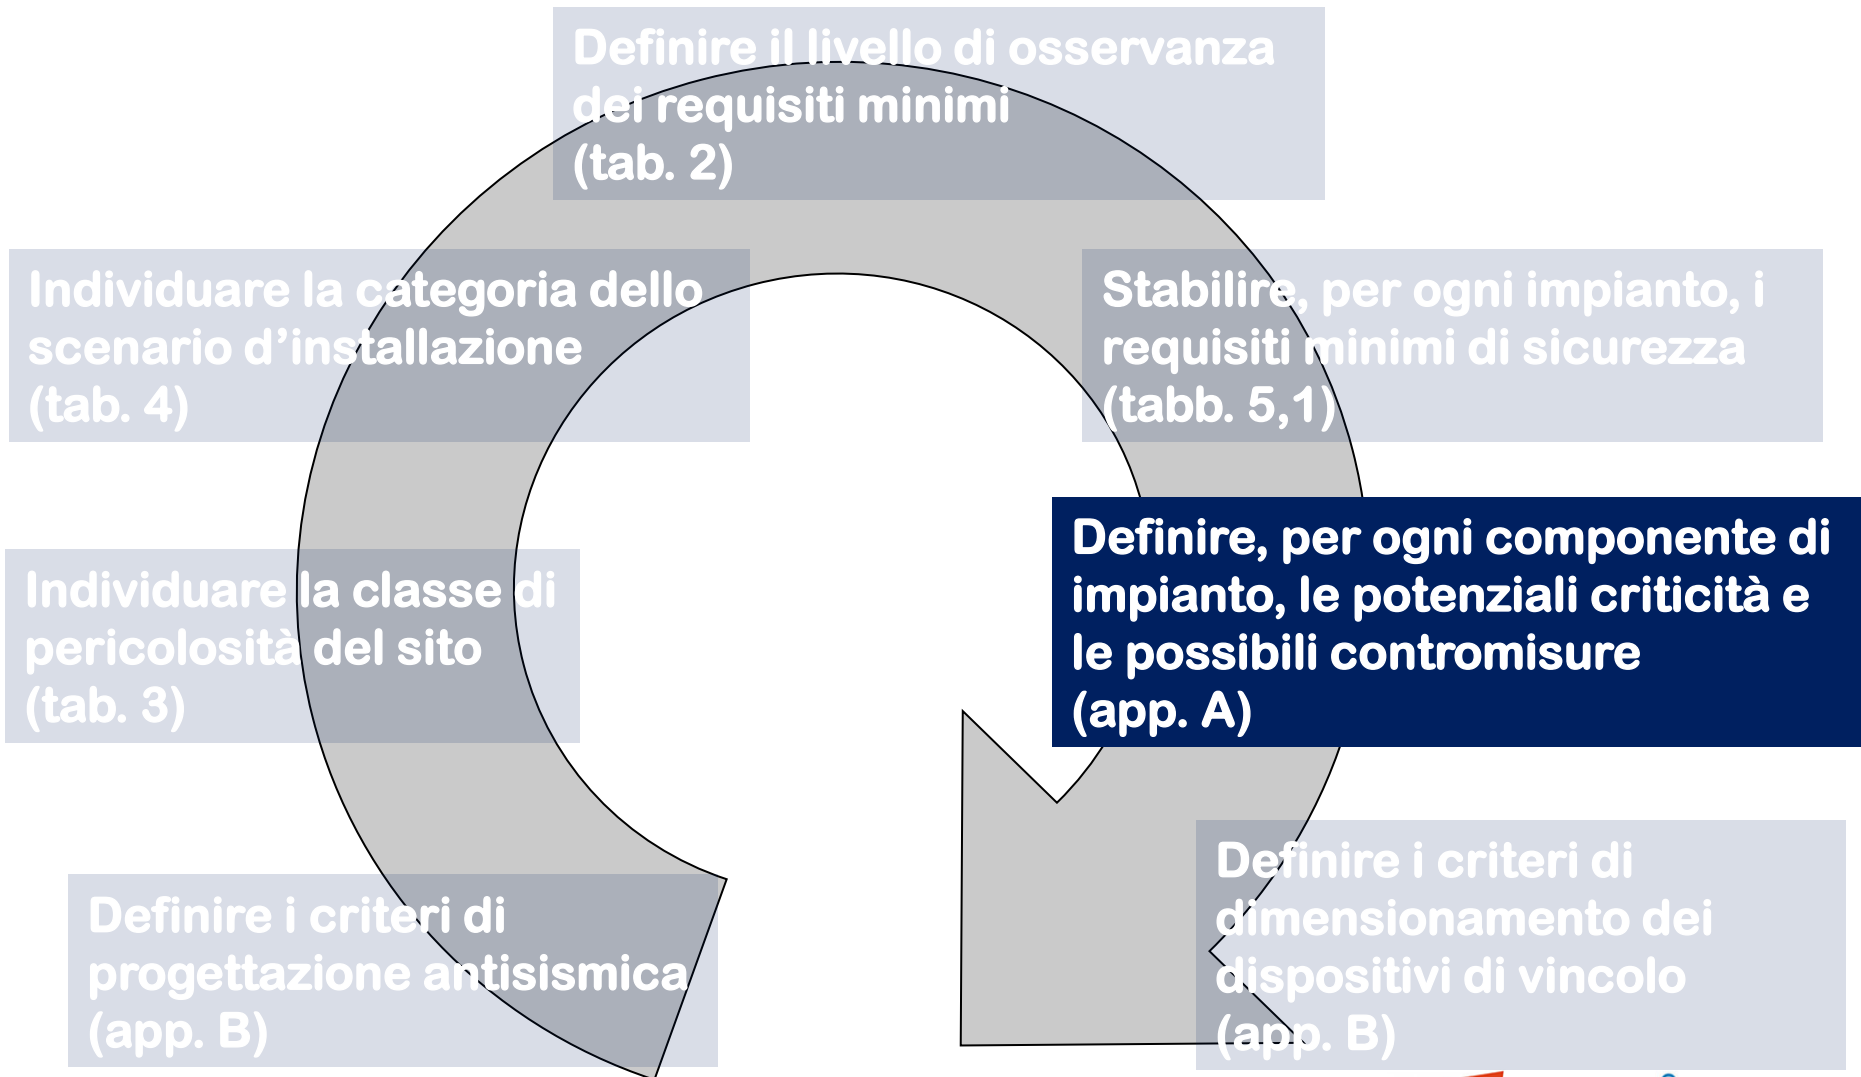 Definire il livello di osservanza
dei requisiti minimi
(tab. 2)
Individuare la categoria dello
scenario d’installazione
(tab. 4)
Stabilire, per ogni impianto, i
requisiti minimi di sicurezza
(tabb. 5,1)
Definire, per ogni componente di
impianto, le potenziali criticità e
le possibili contromisure
(app. A)
Individuare la classe di
pericolosità del sito
(tab. 3)
Definire i criteri di
dimensionamento dei
dispositivi di vincolo
(app. B)
Definire i criteri di
progettazione antisismica
(app. B)